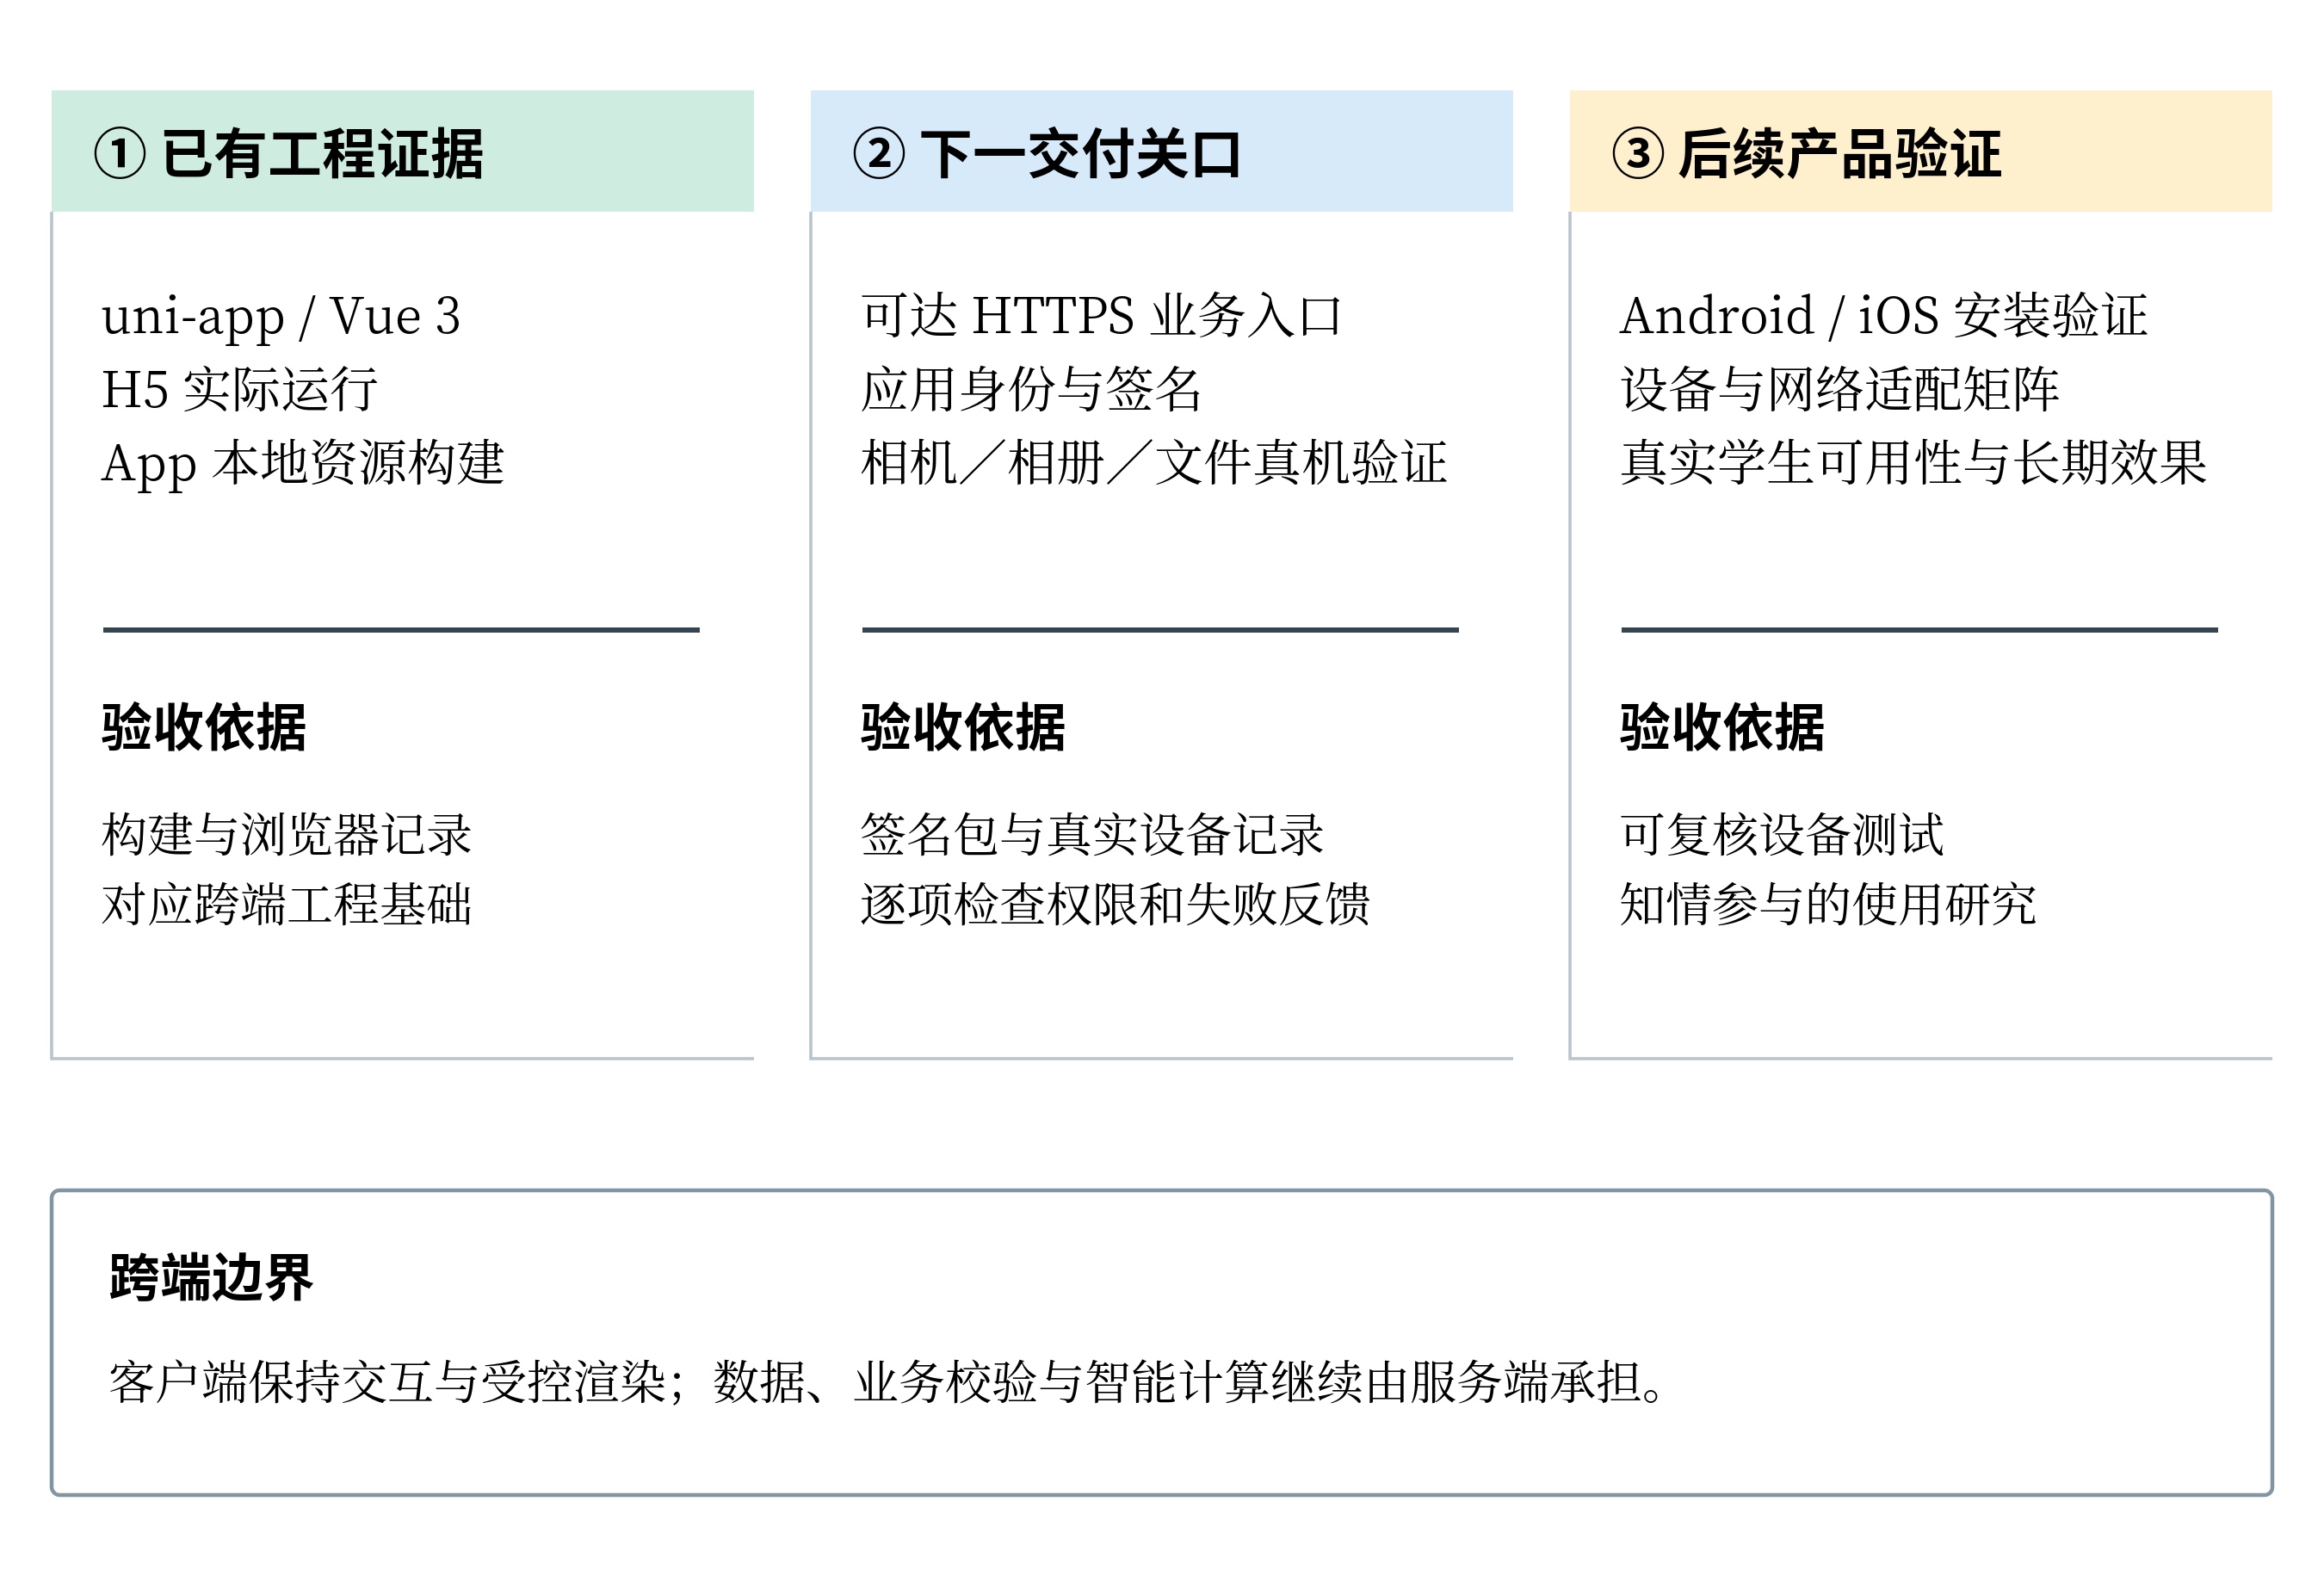 ① 已有工程证据
uni-app / Vue 3
H5 实际运行
App 本地资源构建
验收依据
构建与浏览器记录
对应跨端工程基础
② 下一交付关口
可达 HTTPS 业务入口
应用身份与签名
相机／相册／文件真机验证
验收依据
签名包与真实设备记录
逐项检查权限和失败反馈
③ 后续产品验证
Android / iOS 安装验证
设备与网络适配矩阵
真实学生可用性与长期效果
验收依据
可复核设备测试
知情参与的使用研究
跨端边界
客户端保持交互与受控渲染；数据、业务校验与智能计算继续由服务端承担。